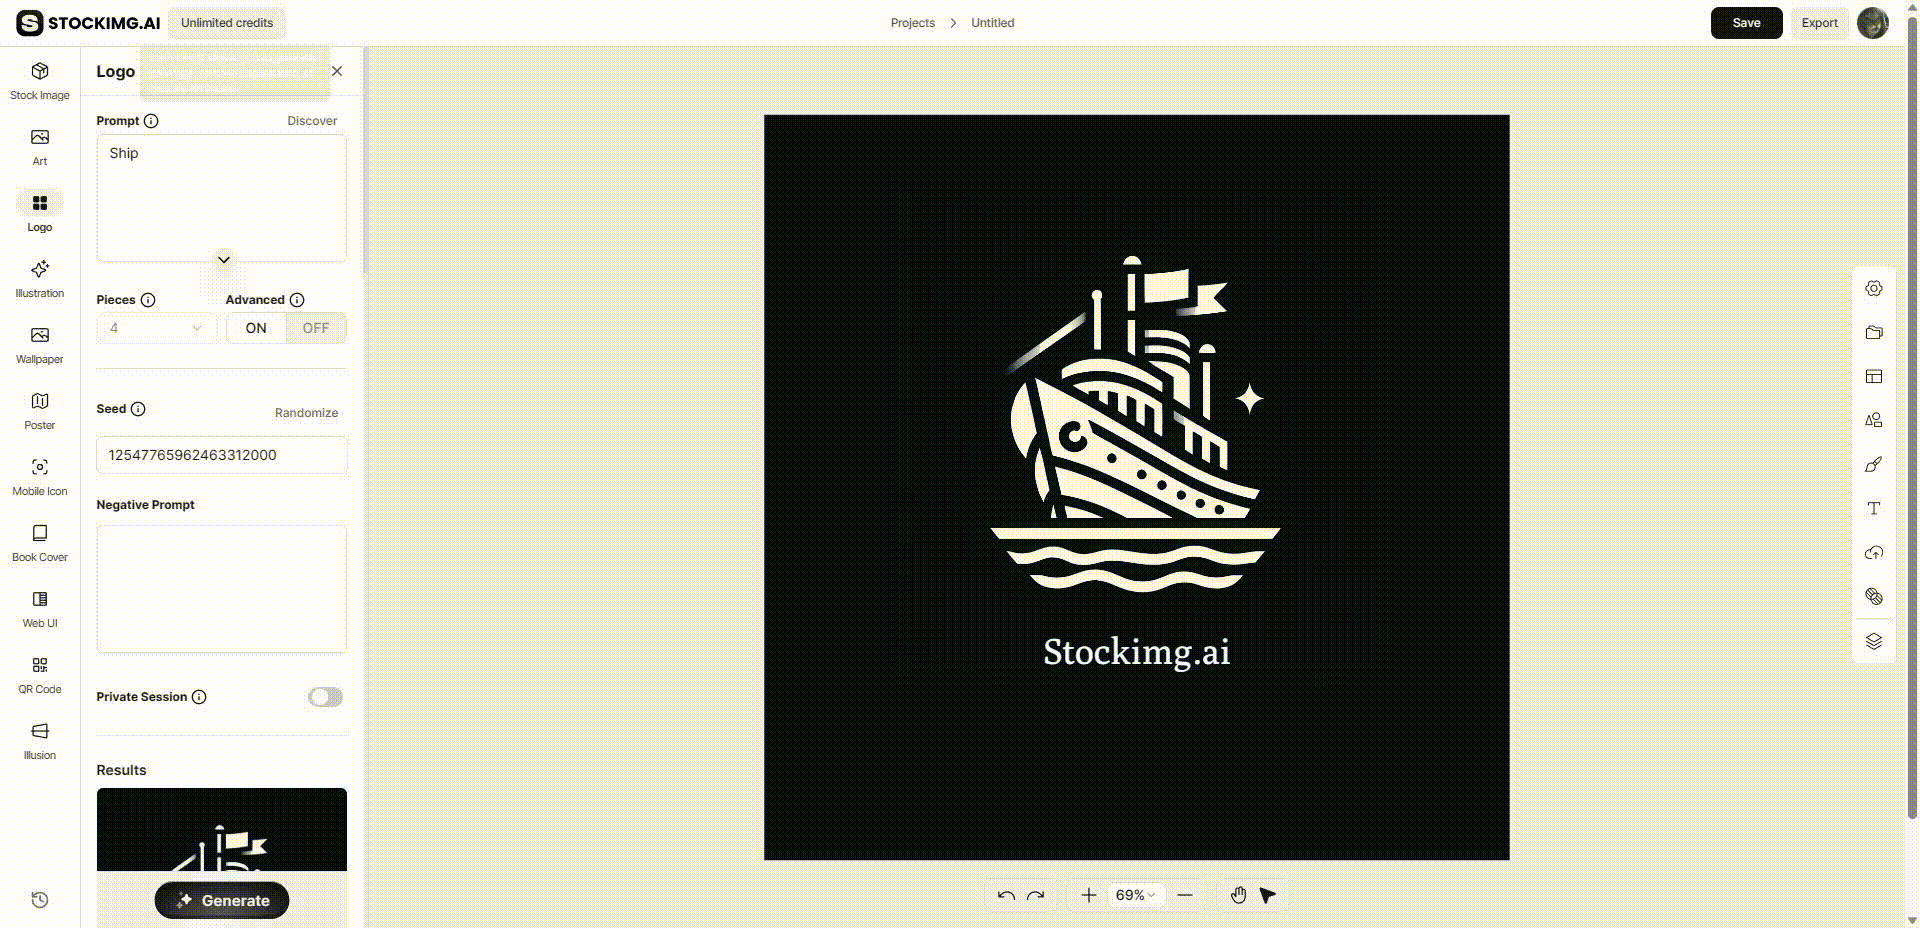 STOCKIMG.AI
Unlimited credits
Projects > Untitled
Save
Export
Stock Image
Art
Logo
Illustration
Wallpaper
Poster
Mobile Icon
Book Cover
Web UI
QR Code
Illusion
Logo
Prompt
Discover
Ship
Pieces
Advanced
4
ON
OFF
Seed
Randomize
12547765962463312000
Negative Prompt
Private Session
Results
Generate
Stockimg.ai
69%